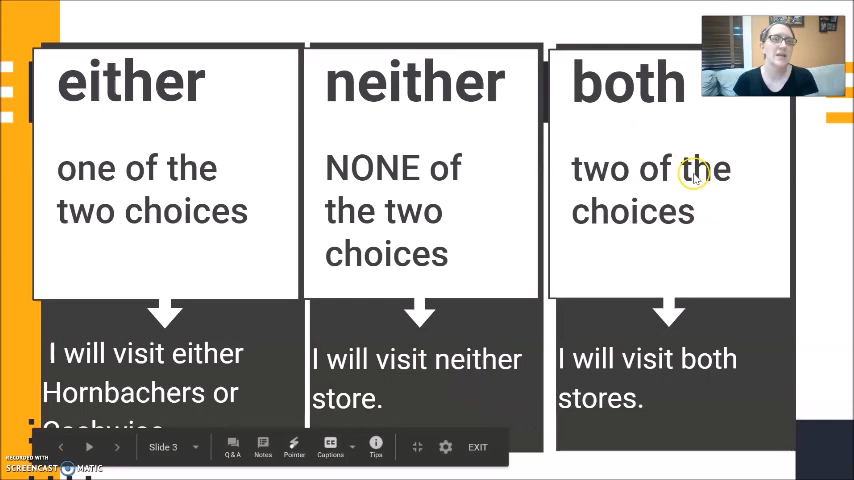 either
one of the
two choices
I will visit either
Hornbachers or
neither
NONE of
the two
choices
I will visit neither
store.
both
two of the
choices
I will visit both
stores.
Slide 3
Q & A
Notes
Pointer
Captions
Tips
EXIT
RECORDED WITH
SCREENCAST MATIC